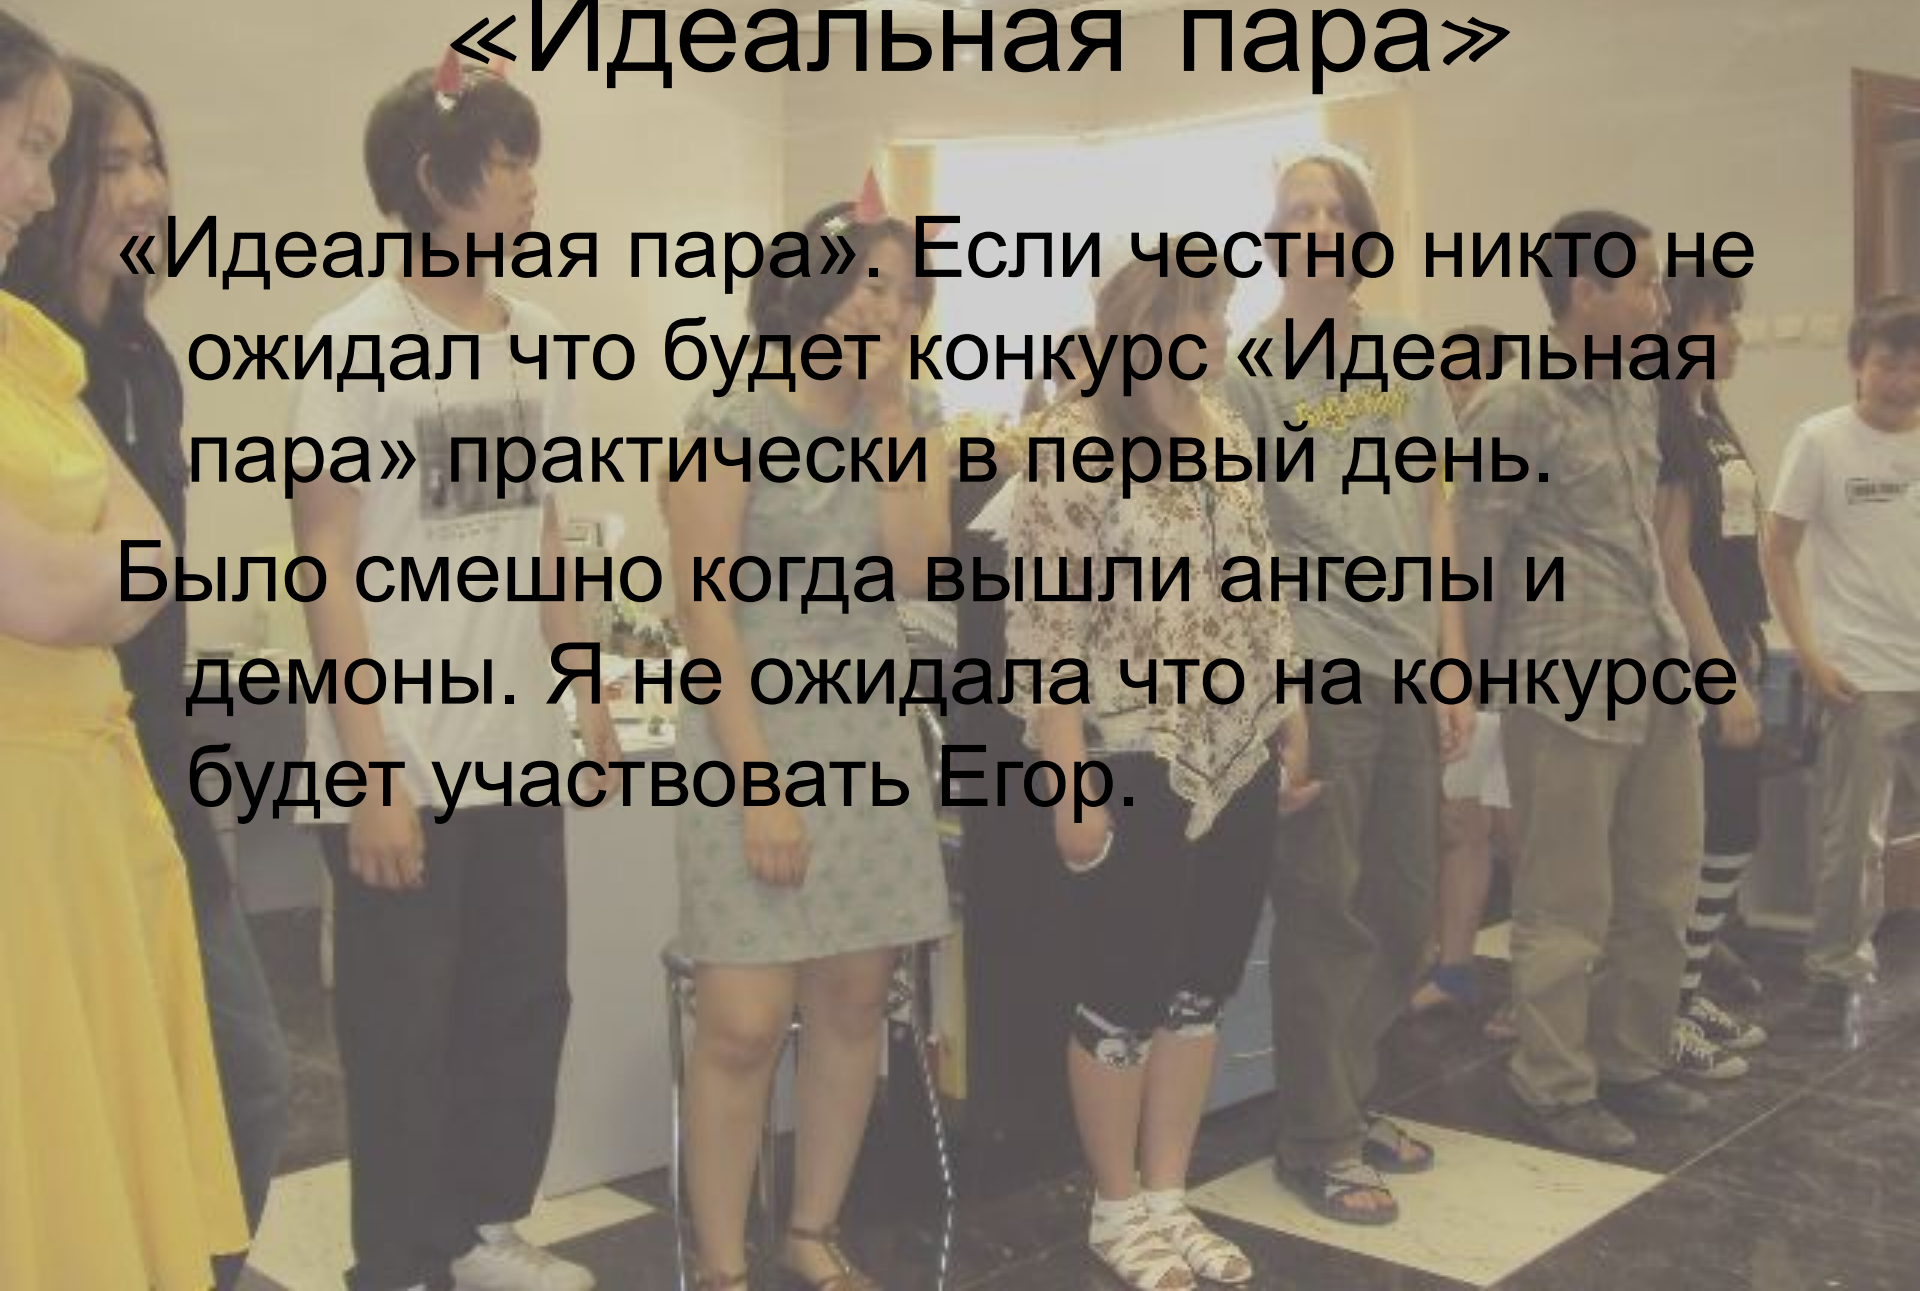 «Идеальная пара»
«Идеальная пара». Если честно никто не
ожидал что будет конкурс «Идеальная
пара» практически в первый день.
Было смешно когда вышли ангелы и
демоны. Я не ожидала что на конкурсе
будет участвовать Егор.